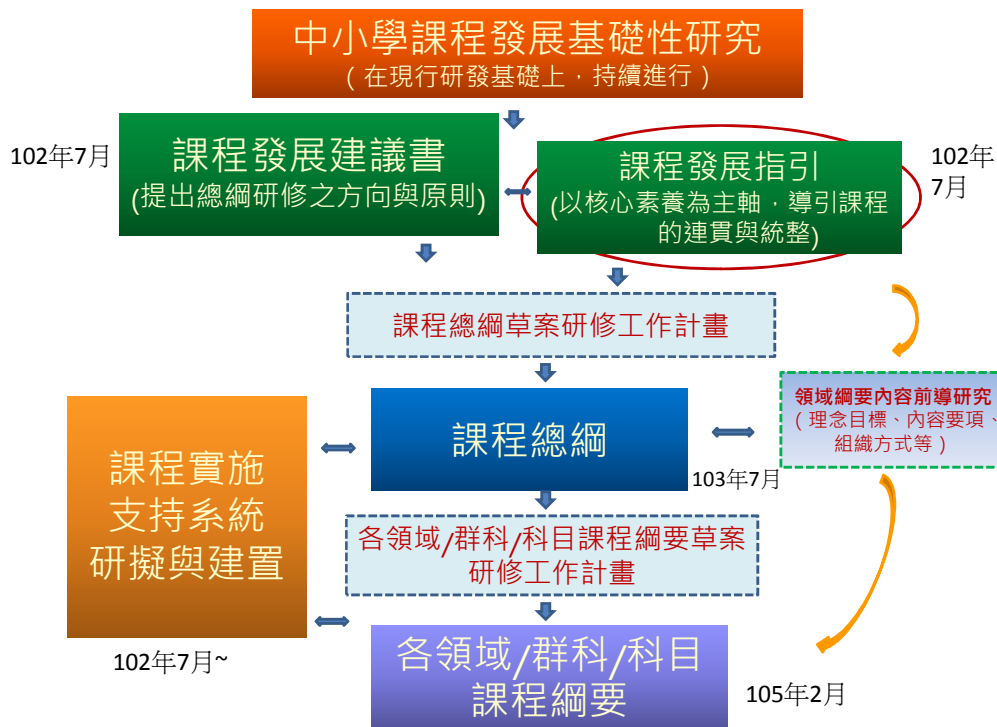 中小學課程發展基礎性研究
（在現行研發基礎上，持續進行）
102年7月
課程發展建議書
(提出總綱研修之方向與原則)
課程發展指引
(以核心素養為主軸，導引課程
的連貫與統整)
102年
7月
課程總綱草案研修工作計畫
領域綱要內容前導研究
（理念目標、內容要項、
組織方式等）
課程總綱
103年7月
課程實施
支持系統
研擬與建置
102年7月~
各領域/群科/科目課程綱要草案
研修工作計畫
各領域/群科/科目
課程綱要
105年2月